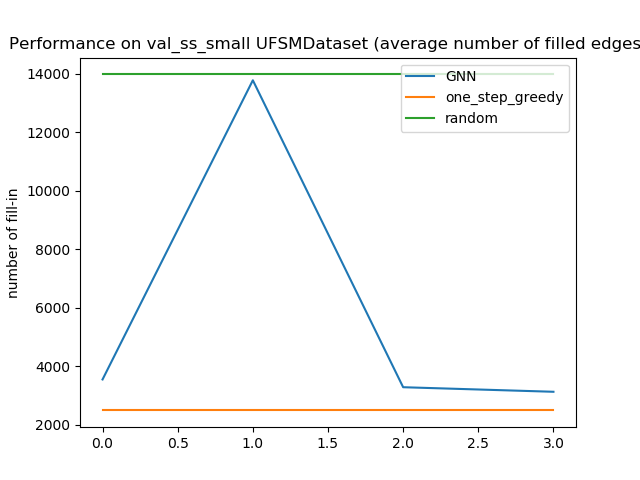 Performance on val_ss_small UFSMDataset (average number of filled edges
14000
12000
10000
8000
6000
4000
2000
number of fill-in
GNN
one_step_greedy
random
0.0 0.5 1.0 1.5 2.0 2.5 3.0